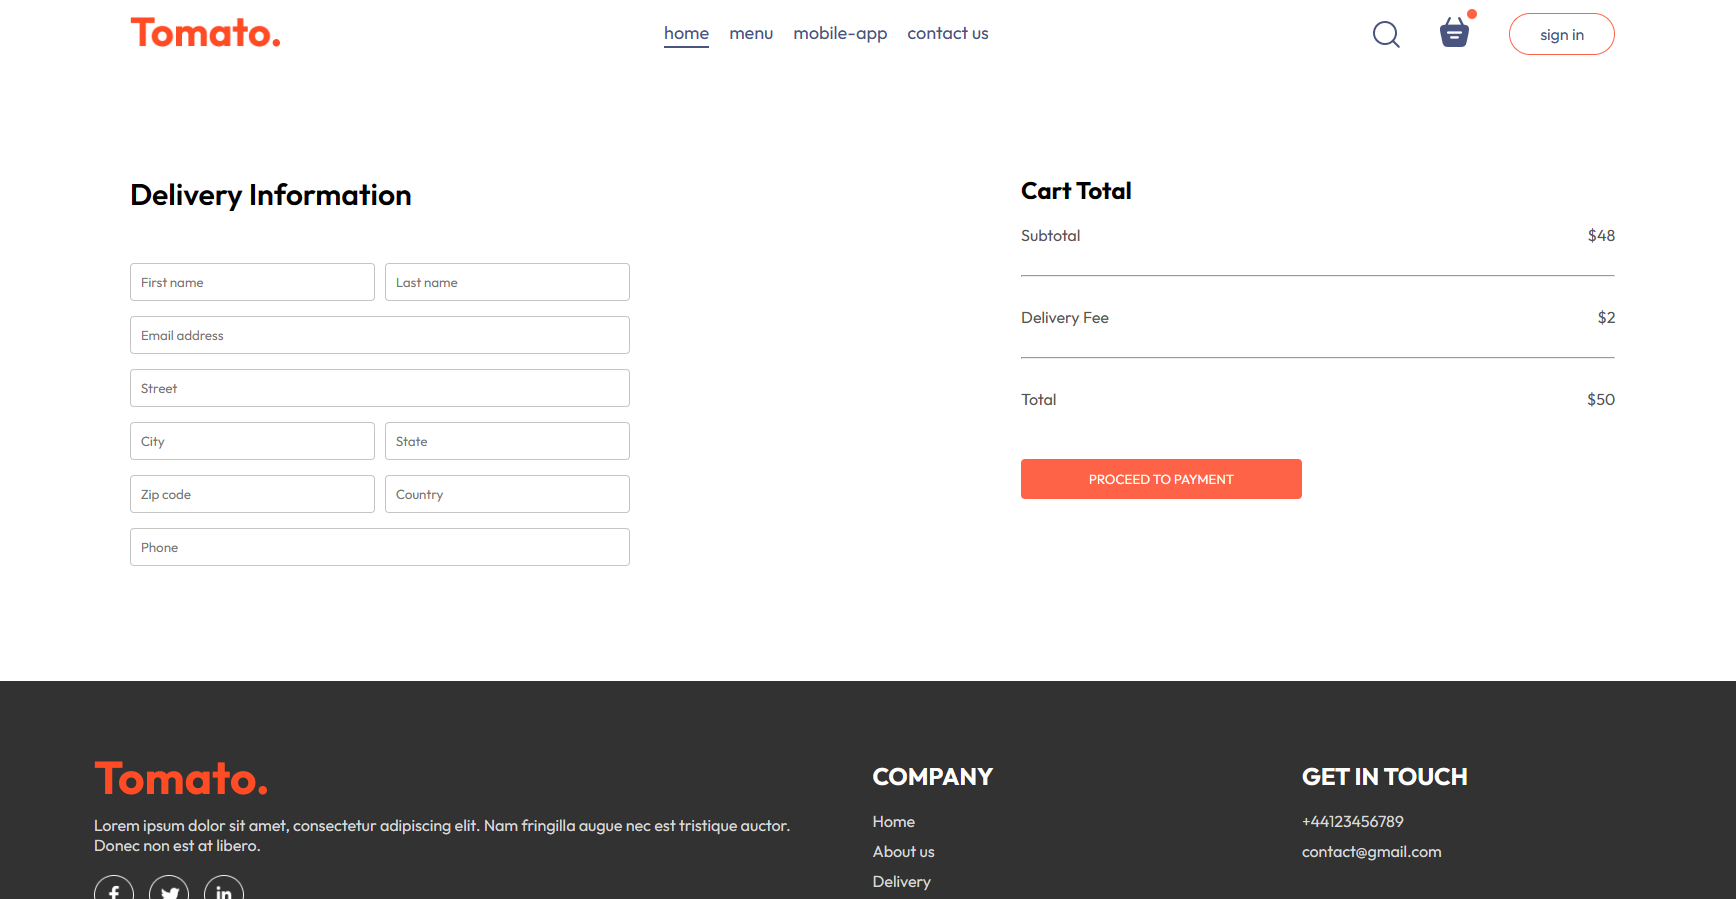 Tomato.
home menu mobile-app contact us
sign in
Delivery Information
First name Last name
Email address
Street
City State
Zip code Country
Phone
Cart Total
Subtotal $48
Delivery Fee $2
Total $50
PROCEED TO PAYMENT
Tomato.
Lorem ipsum dolor sit amet, consectetur adipiscing elit. Nam fringilla augue nec est tristique auctor.
Donec non est at libero.
COMPANY
Home
About us
Delivery
GET IN TOUCH
+44123456789
contact@gmail.com